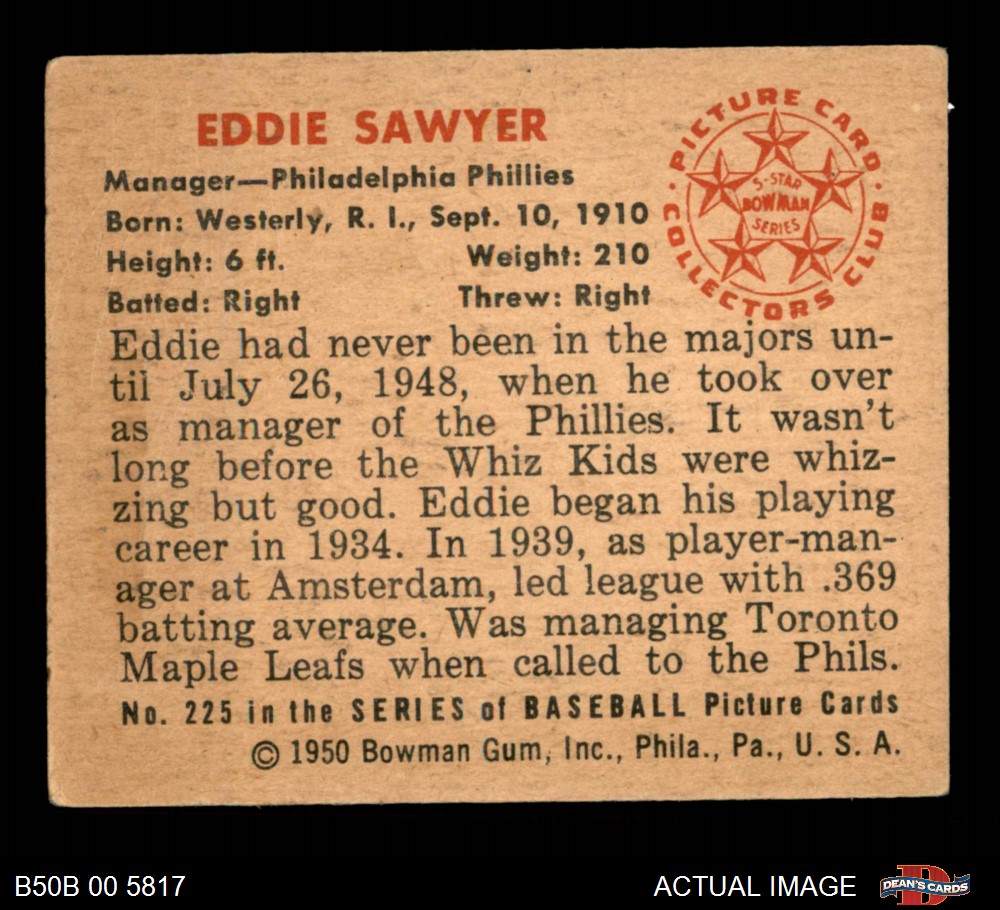 EDDIE SAWYER
Manager—Philadelphia Phillies
Born: Westerly, R. I., Sept. 10, 1910
Height: 6 ft. Weight: 210
Batted: Right Threw: Right
PICTURE CARD
COLLECTORS CLUB
5-STAR
BOWMAN
SERIES
Eddie had never been in the majors un-
til July 26, 1948, when he took over
as manager of the Phillies. It wasn't
long before the Whiz Kids were whiz-
zing but good. Eddie began his playing
career in 1934. In 1939, as player-man-
ager at Amsterdam, led league with .369
batting average. Was managing Toronto
Maple Leafs when called to the Phils.
No. 225 in the SERIES of BASEBALL Picture Cards
© 1950 Bowman Gum, Inc., Phila., Pa., U. S. A.
B50B 00 5817
ACTUAL IMAGE
D
DEAN'S CARDS